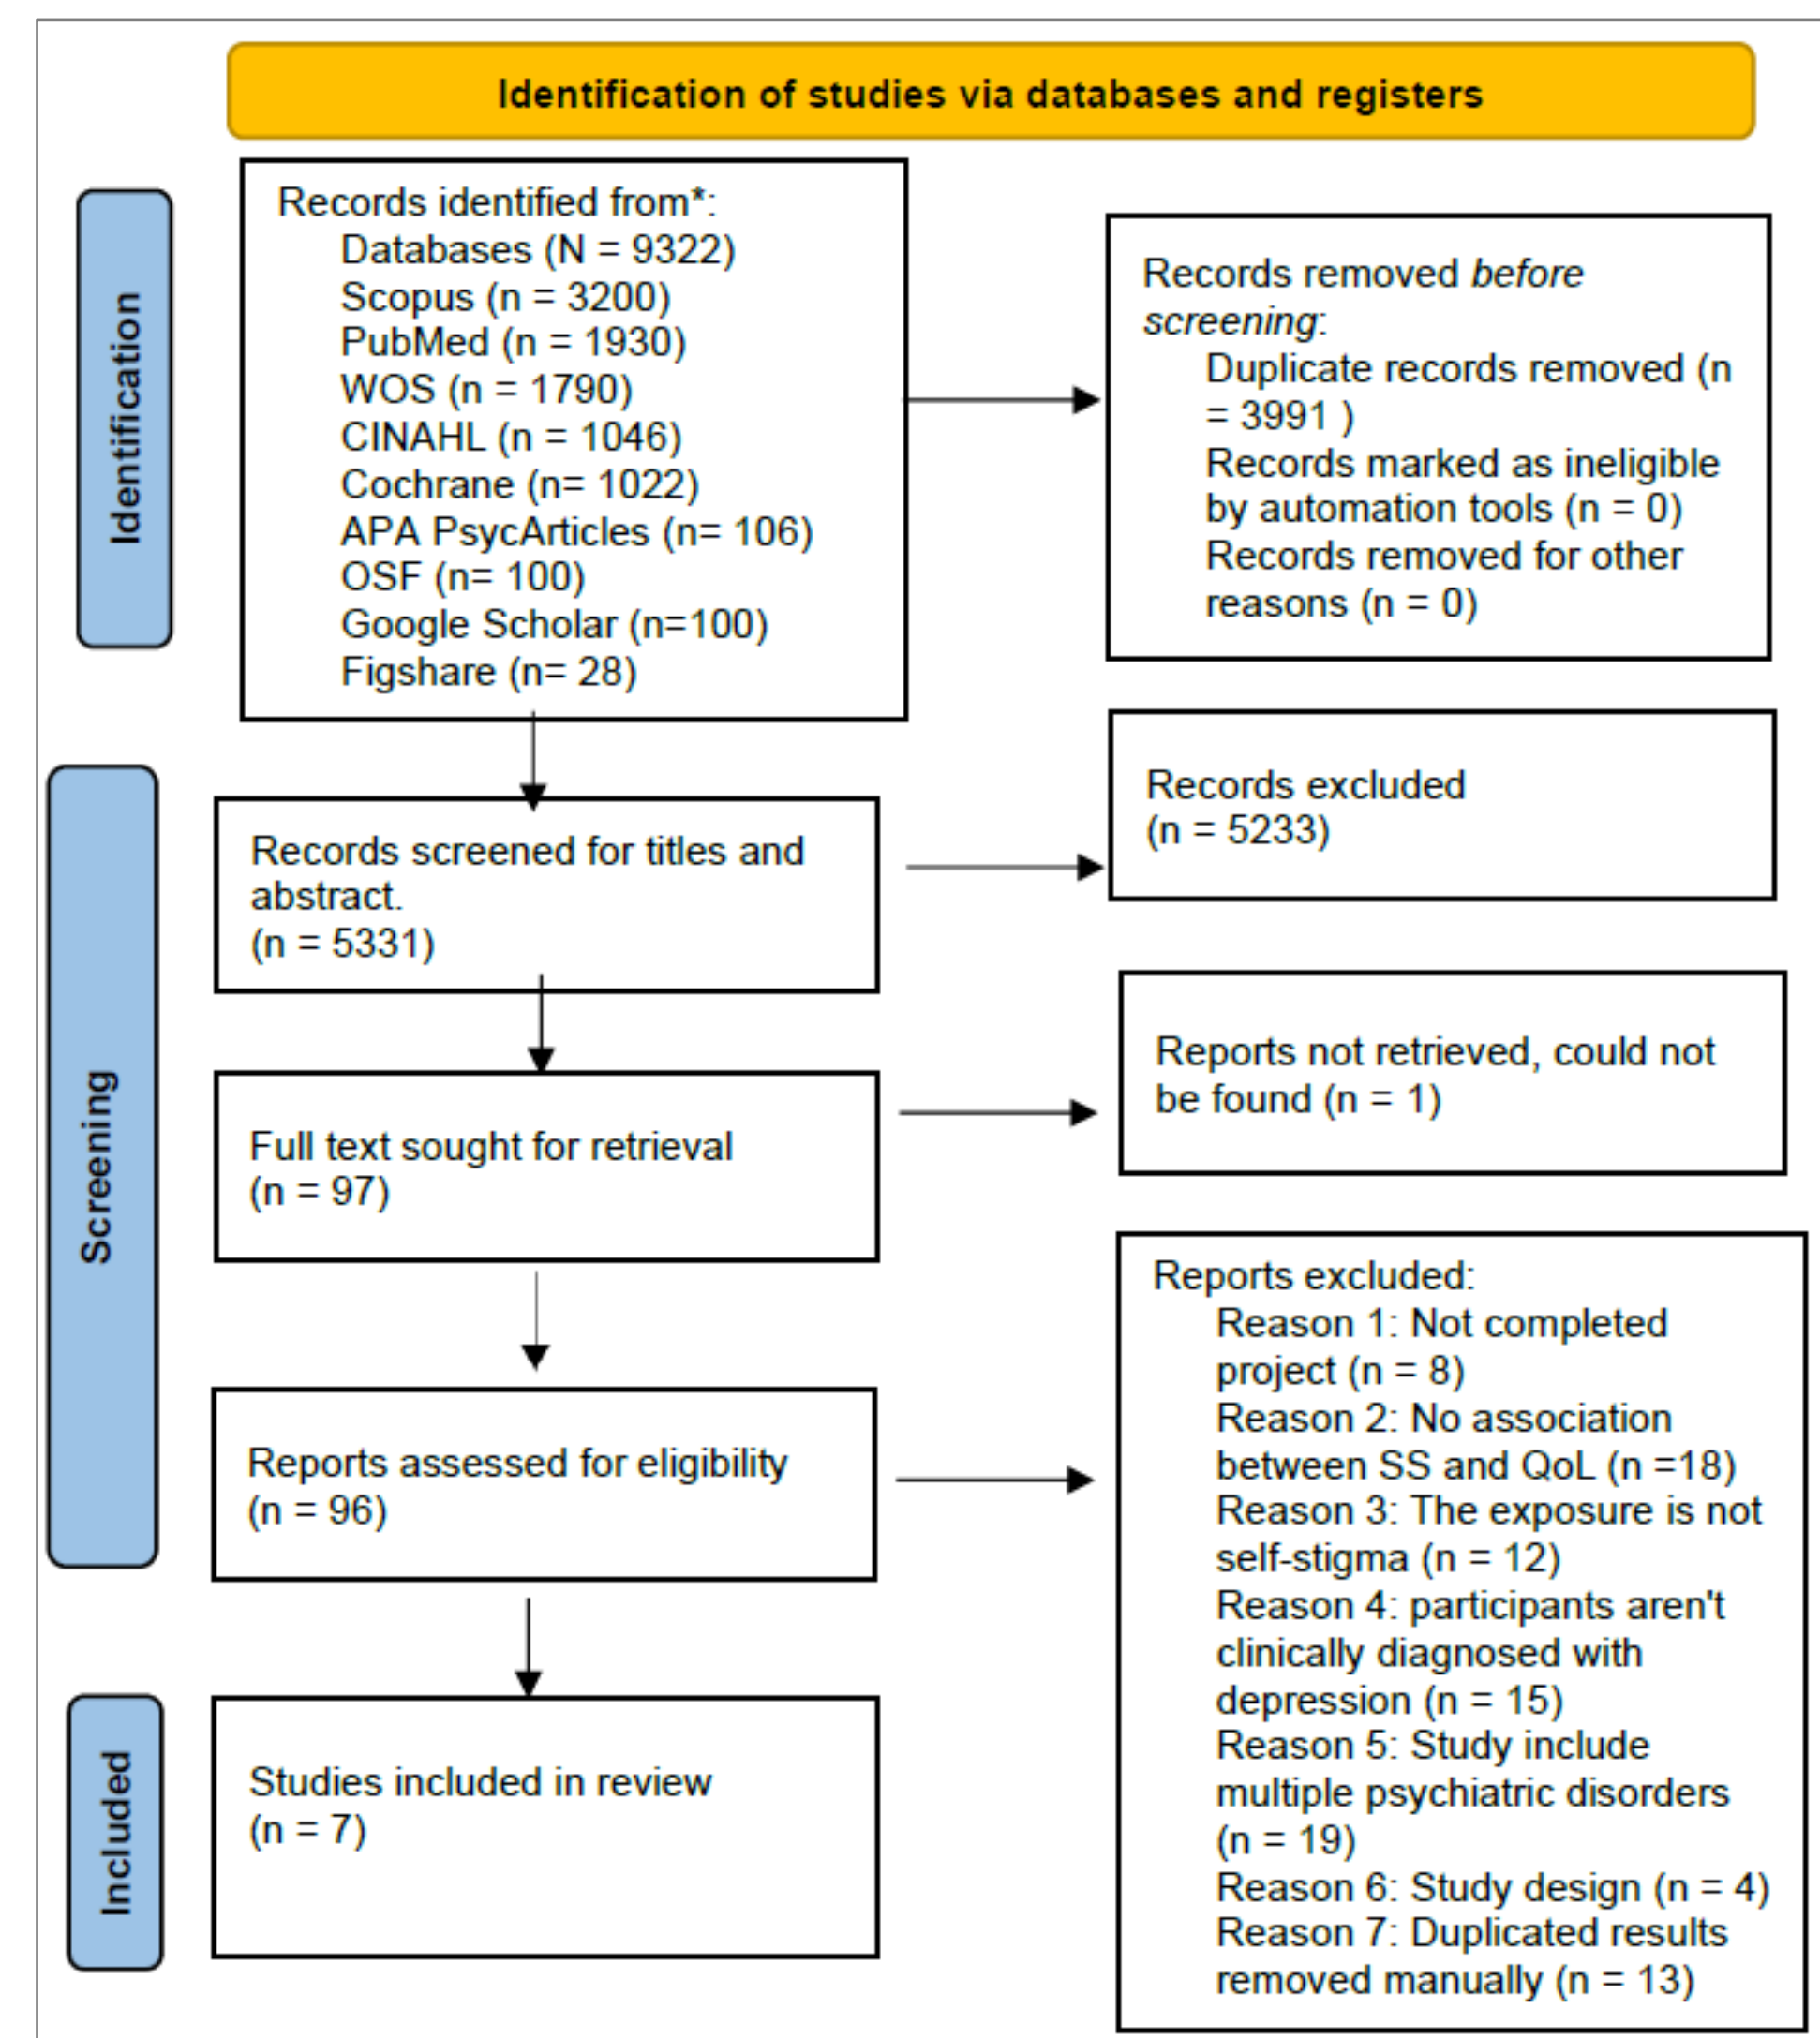 Identification of studies via databases and registers
Identification
Records identified from*:
Databases (N = 9322)
Scopus (n = 3200)
PubMed (n = 1930)
WOS (n = 1790)
CINAHL (n = 1046)
Cochrane (n= 1022)
APA PsycArticles (n= 106)
OSF (n= 100)
Google Scholar (n=100)
Figshare (n= 28)
Records removed before
screening:
Duplicate records removed (n
= 3991 )
Records marked as ineligible
by automation tools (n = 0)
Records removed for other
reasons (n = 0)
Screening
Records screened for titles and
abstract.
(n = 5331)
Records excluded
(n = 5233)
Full text sought for retrieval
(n = 97)
Reports not retrieved, could not
be found (n = 1)
Reports assessed for eligibility
(n = 96)
Reports excluded:
Reason 1: Not completed
project (n = 8)
Reason 2: No association
between SS and QoL (n =18)
Reason 3: The exposure is not
self-stigma (n = 12)
Reason 4: participants aren't
clinically diagnosed with
depression (n = 15)
Reason 5: Study include
multiple psychiatric disorders
(n = 19)
Reason 6: Study design (n = 4)
Reason 7: Duplicated results
removed manually (n = 13)
Included
Studies included in review
(n = 7)